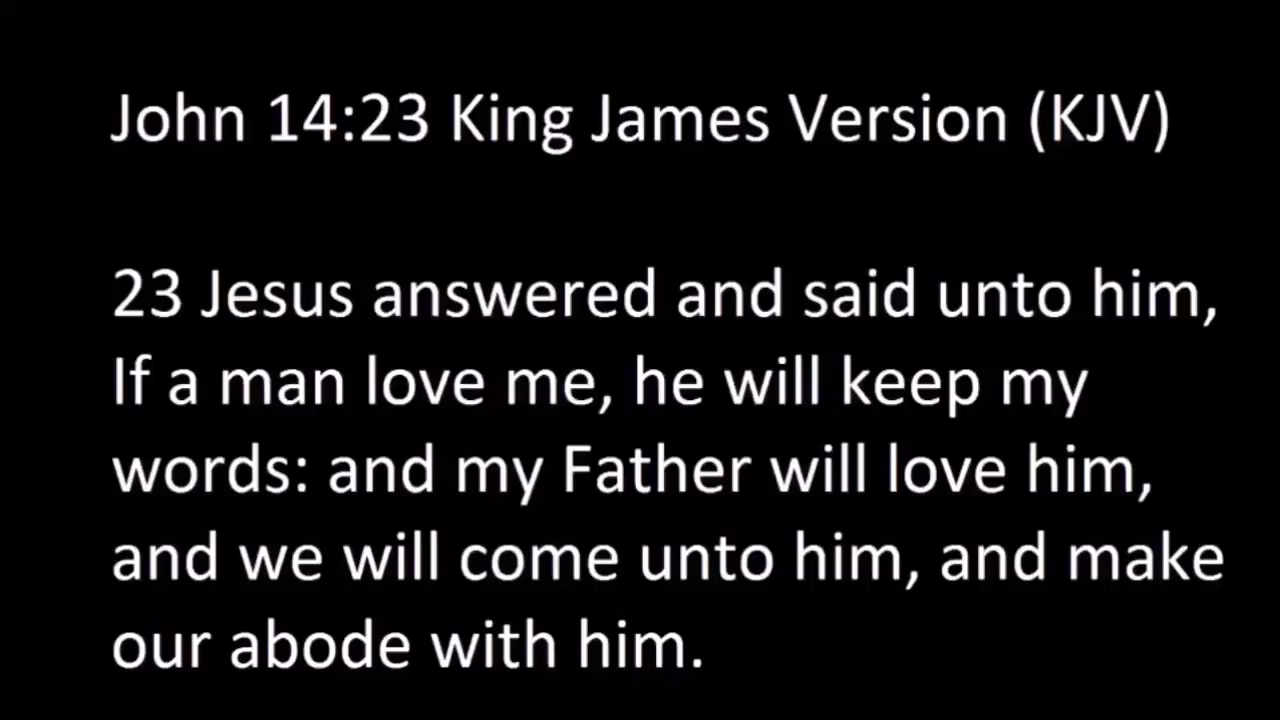 John 14:23 King James Version (KJV)
23 Jesus answered and said unto him,
If a man love me, he will keep my
words: and my Father will love him,
and we will come unto him, and make
our abode with him.